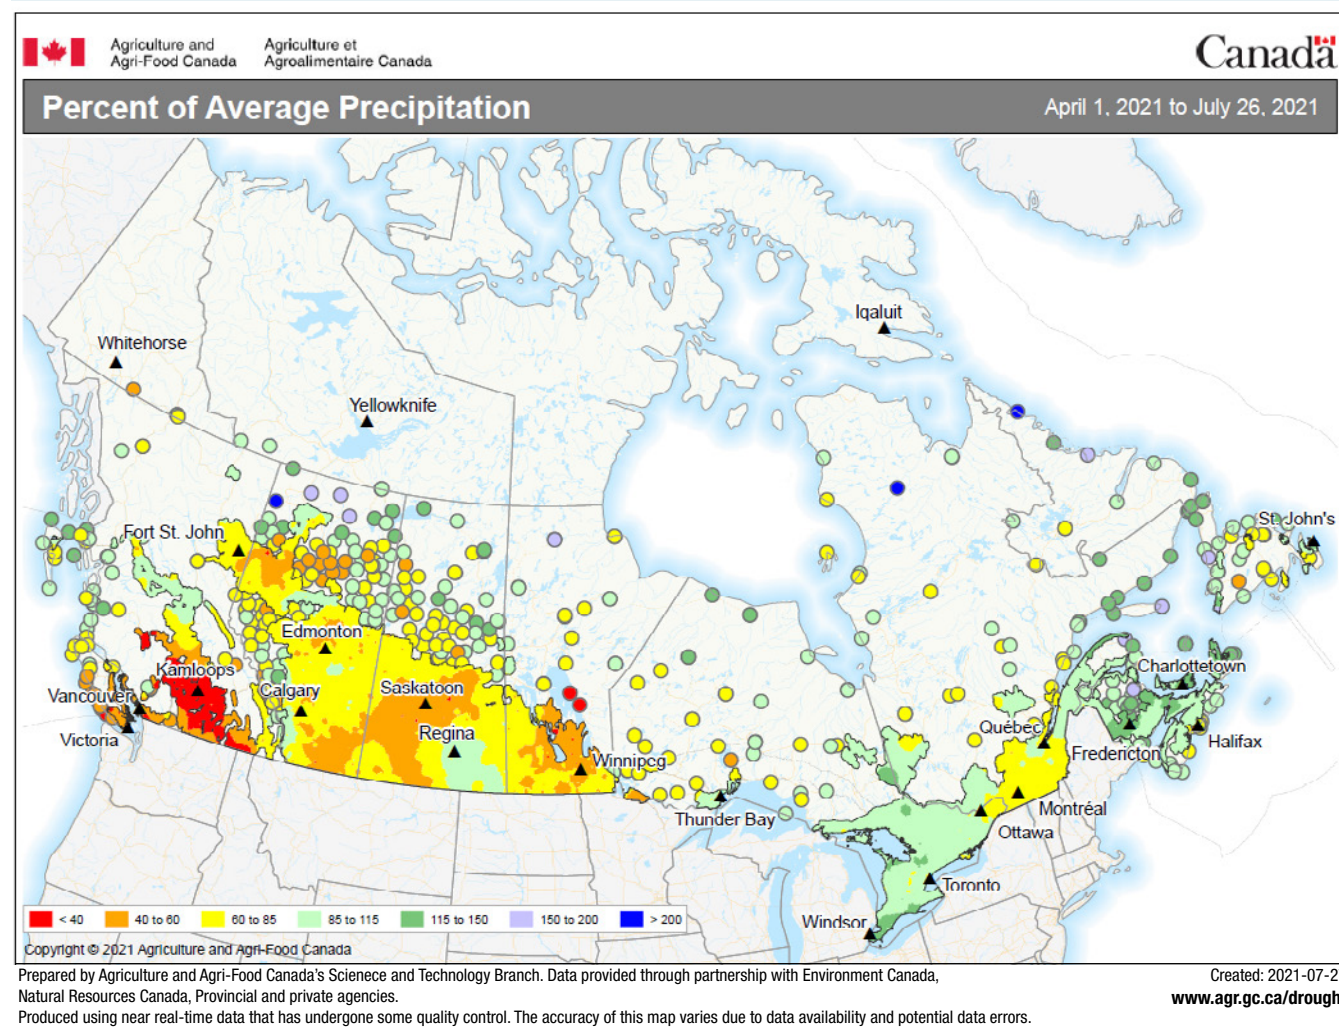 Agriculture and Agriculture et
Agri-Food Canada Agroalimentaire Canada
Canada
Percent of Average Precipitation April 1, 2021 to July 26, 2021
Iqaluit
Whitehorse
Yellowknife
St. John's
Fort St. John
Edmonton
Charlottetown
Kamloops
Saskatoon
Calgary
Vancouver
Québec
Regina
Victoria
Halifax
Fredericton
Winnipcg
Montréal
Thunder Bay
Ottawa
Toronto
Windsor
< 40 40 to 60 60 to 85 85 to 115 115 to 150 150 to 200 > 200
Copyright © 2021 Agriculture and Agri-Food Canada
Prepared by Agriculture and Agri-Food Canada's Scienece and Technology Branch. Data provided through partnership with Environment Canada, Created: 2021-07-2
Natural Resources Canada, Provincial and private agencies. www.agr.gc.ca/drough
Produced using near real-time data that has undergone some quality control. The accuracy of this map varies due to data availability and potential data errors.